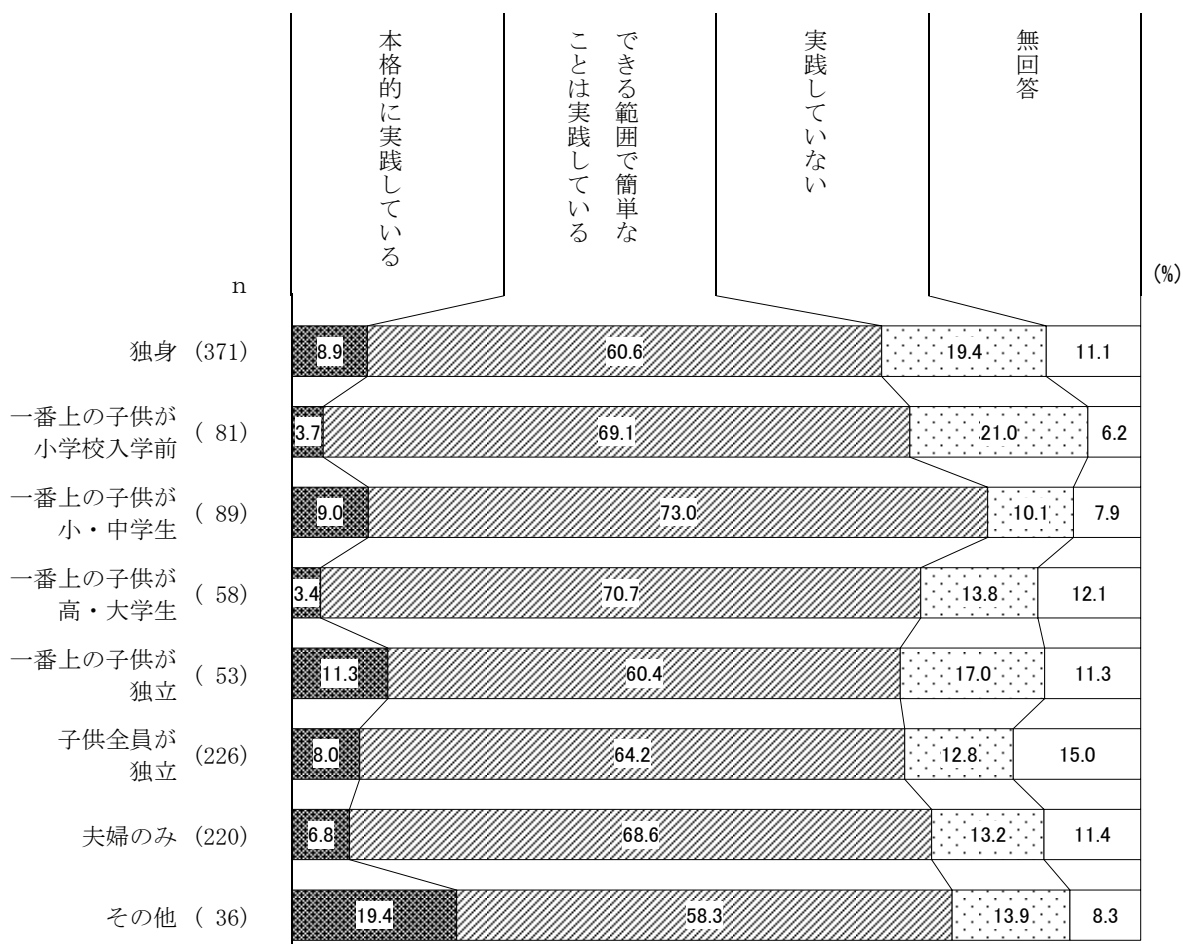 本格的に実践している
できる範囲で簡単な
ことは実践している
実践していない
無回答
(%)
n
独身 (371)
8.9 60.6 19.4 11.1
一番上の子供が
小学校入学前
( 81)
3.7 69.1 21.0 6.2
一番上の子供が
小・中学生
( 89)
9.0 73.0 10.1 7.9
一番上の子供が
高・大学生
( 58)
3.4 70.7 13.8 12.1
一番上の子供が
独立
( 53)
11.3 60.4 17.0 11.3
子供全員が
独立
(226)
8.0 64.2 12.8 15.0
夫婦のみ (220)
6.8 68.6 13.2 11.4
その他 ( 36)
19.4 58.3 13.9 8.3